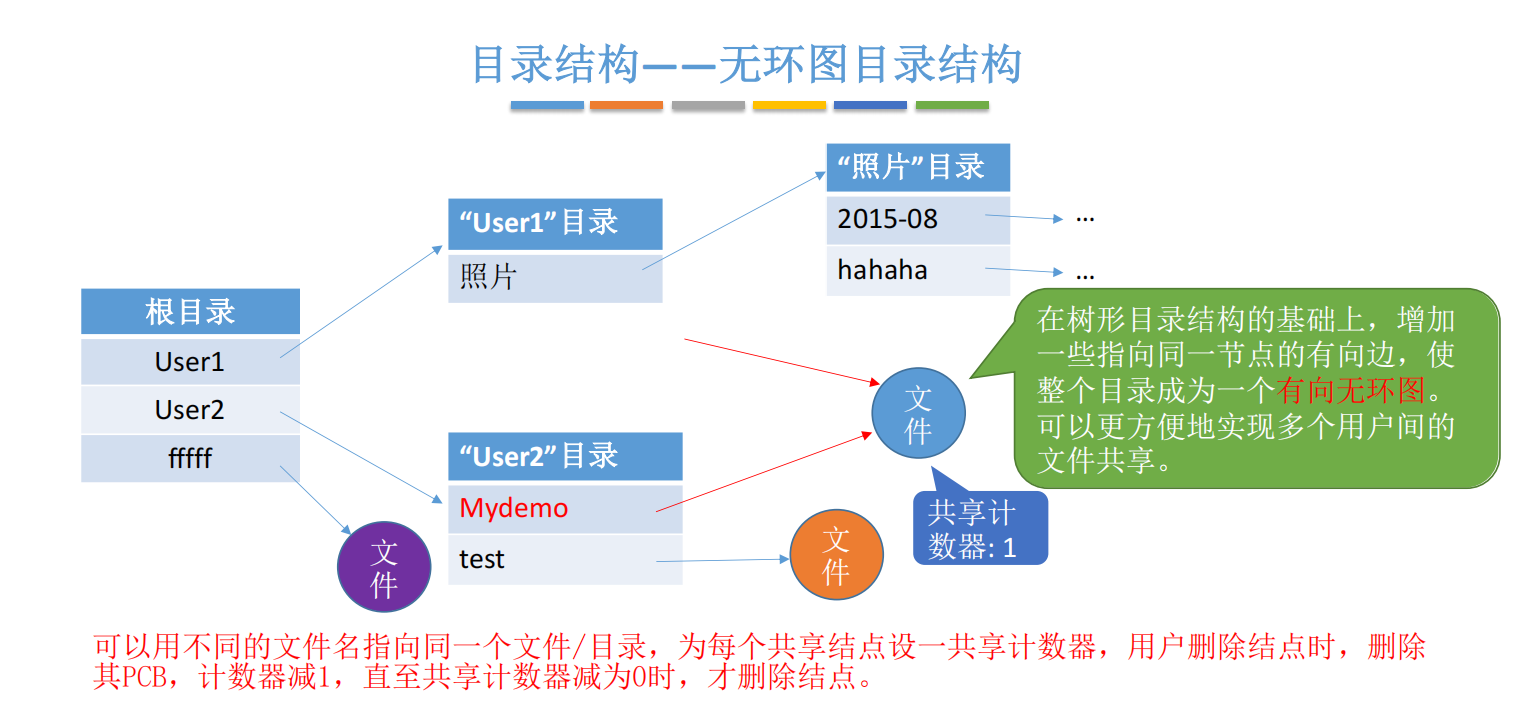 目录结构——无环图目录结构
“照片”目录
2015-08
...
hahaha
...
“User1”目录
照片
根目录
User1
User2
fffff
在树形目录结构的基础上，增加
一些指向同一节点的有向边，使
整个目录成为一个有向无环图。
可以更方便地实现多个用户间的
文件共享。
文
件
“User2”目录
Mydemo
test
共享计
数器: 1
文
件
文
件
可以用不同的文件名指向同一个文件/目录，为每个共享结点设一共享计数器，用户删除结点时，删除
其PCB，计数器减1，直至共享计数器减为0时，才删除结点。